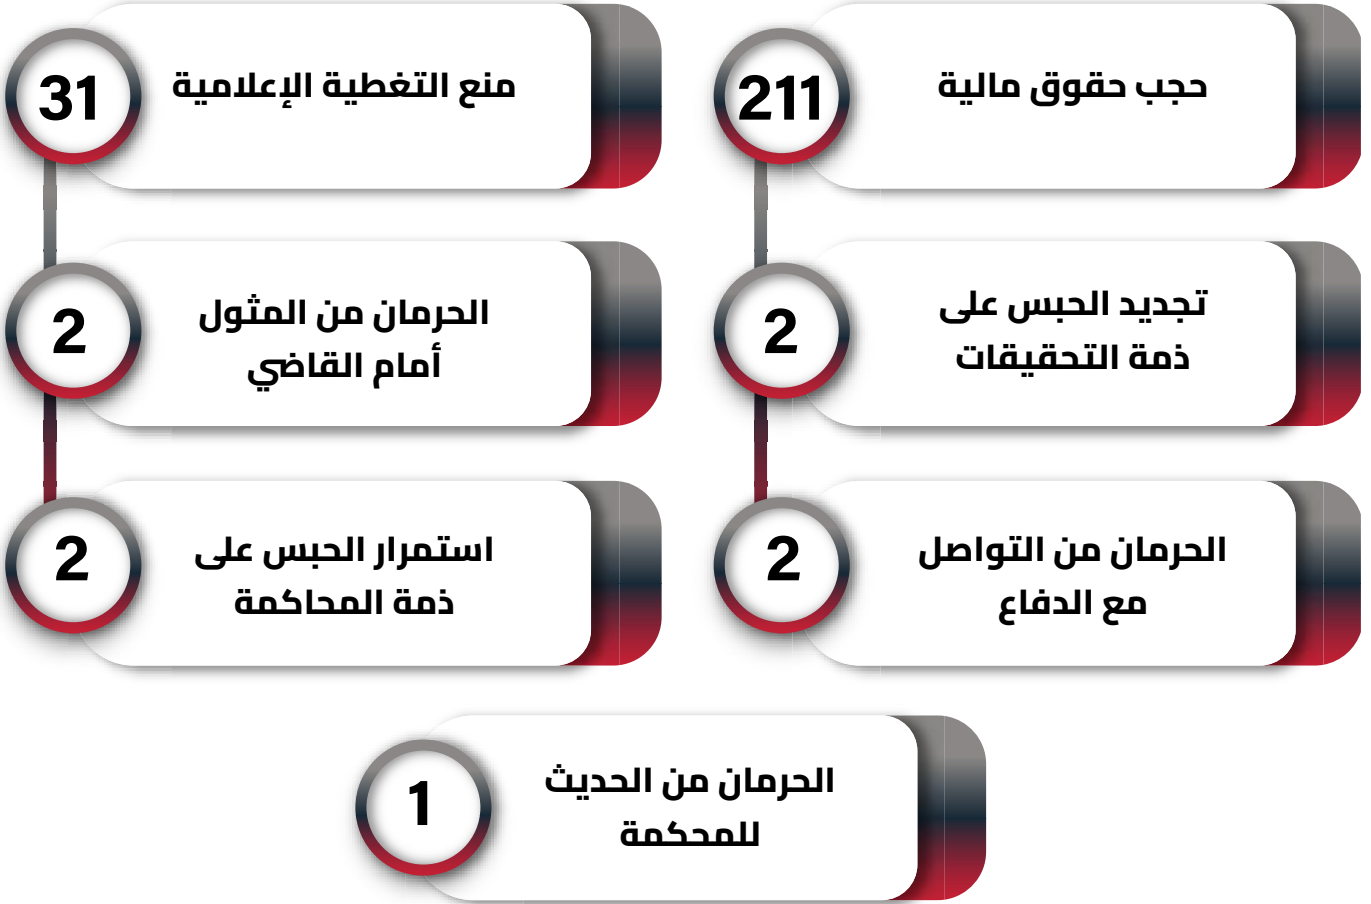 حجب حقوق مالية
211
منع التغطية الإعلامية
31
تجديد الحبس على
ذمة التحقيقات
2
الحرمان من المثول
أمام القاضي
2
الحرمان من التواصل
مع الدفاع
2
استمرار الحبس على
ذمة المحاكمة
2
الحرمان من الحديث
للمحكمة
1